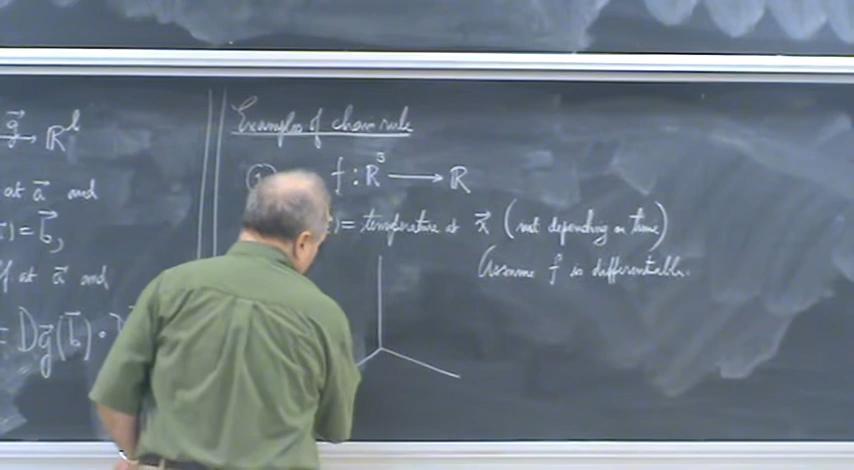 g⃗ → ℝˡ
at a⃗ and
) = b⃗,
at a⃗ and
= Dg⃗(b⃗) ·
Examples of chain rule
① f : ℝ³ → ℝ
) = temperature at x⃗ (not depending on time)
(Assume f is differentiable.